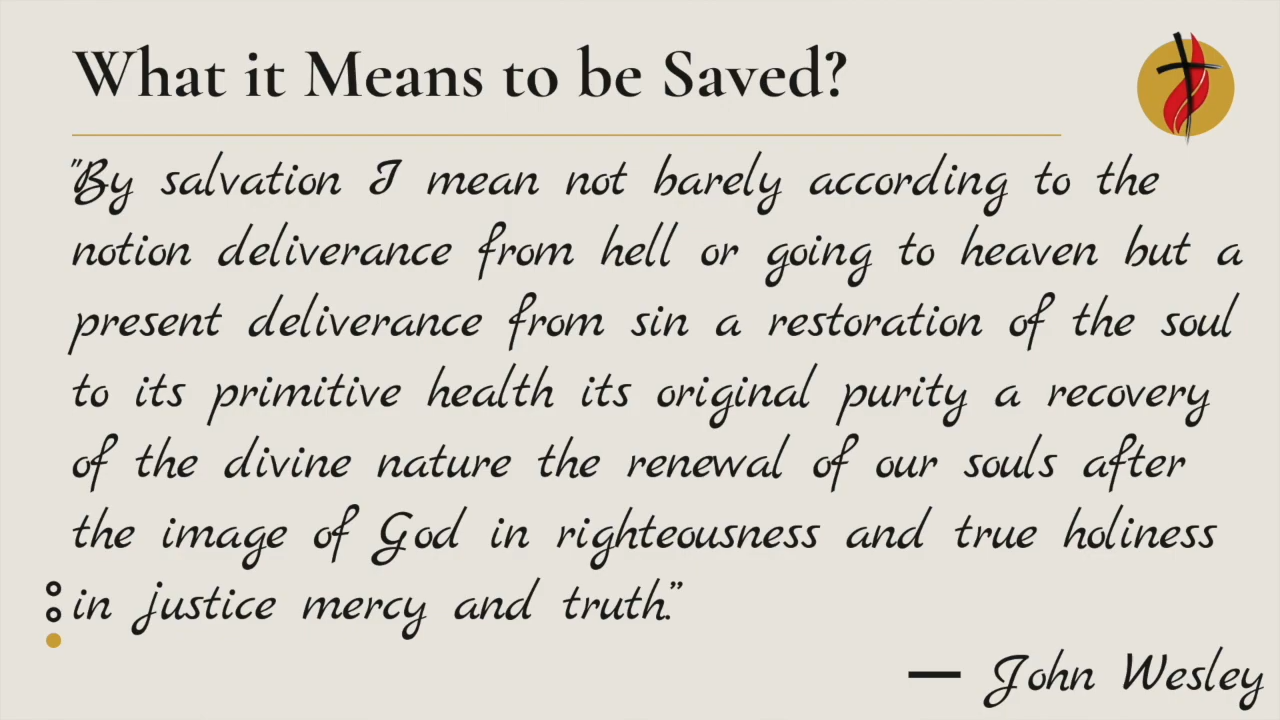 What it Means to be Saved?
"By salvation I mean not barely according to the
notion deliverance from hell or going to heaven but a
present deliverance from sin a restoration of the soul
to its primitive health its original purity a recovery
of the divine nature the renewal of our souls after
the image of God in righteousness and true holiness
in justice mercy and truth."
— John Wesley